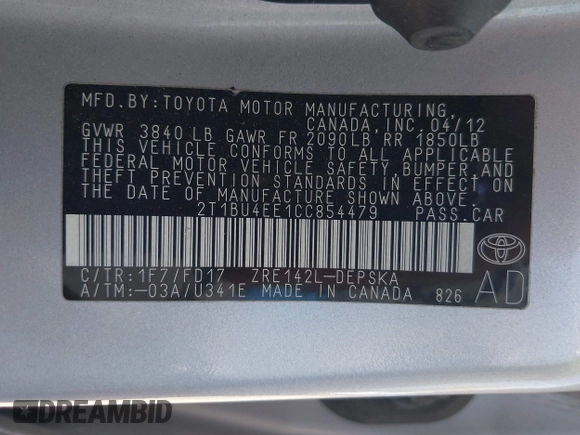 MFD.BY:TOYOTA MOTOR MANUFACTURING,
CANADA, INC. 04/12
GVWR 3840 LB GAWR FR 2090LB RR 1850LB
THIS VEHICLE CONFORMS TO ALL APPLICABLE
FEDERAL MOTOR VEHICLE SAFETY, BUMPER, AND
THEFT PREVENTION STANDARDS IN EFFECT ON
THE DATE OF MANUFACTURE SHOWN ABOVE.
2T1BU4EE1CC854479 PASS.CAR
C/TR:1F7/FD17 ZRE142L-DEPSKA
A/TM:-03A/U341E MADE IN CANADA 826
AD
DREAMBID